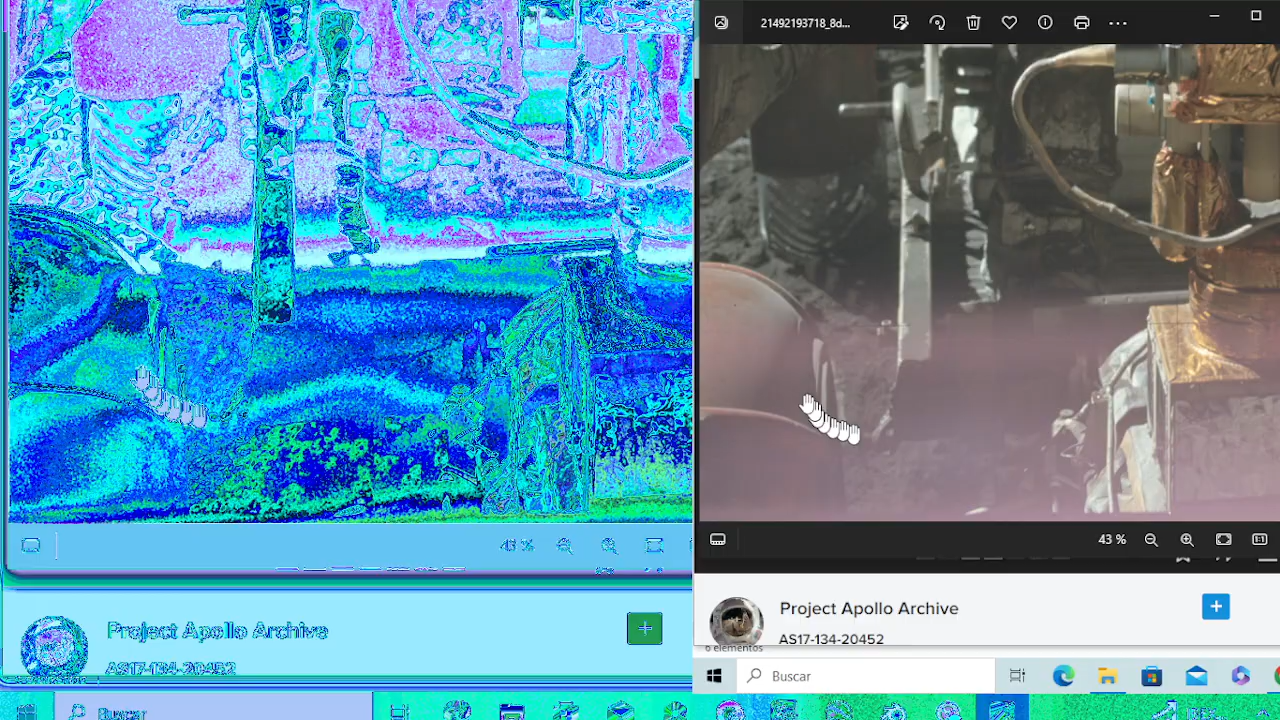 21492193718_8d...
43 %
43 %
Project Apollo Archive
AS17-134-20452
Project Apollo Archive
AS17-134-20452
6 elementos
Buscar
Buscar